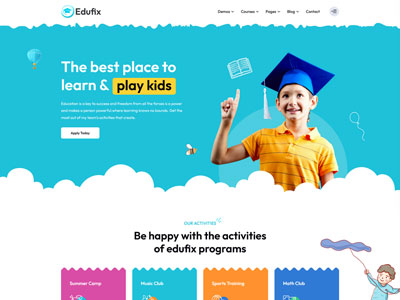 Edufix
Demos Courses Pages Blog Contact
The best place to
learn & play kids
Education is a key to success and freedom from all the forces is a power
and makes a person powerful where learning knows no bounds. Get the
most out of my team's activities that create.
Apply Today
OUR ACTIVITIES
Be happy with the activities
of edufix programs
Summer Camp
Music Club
Sports Training
Math Club